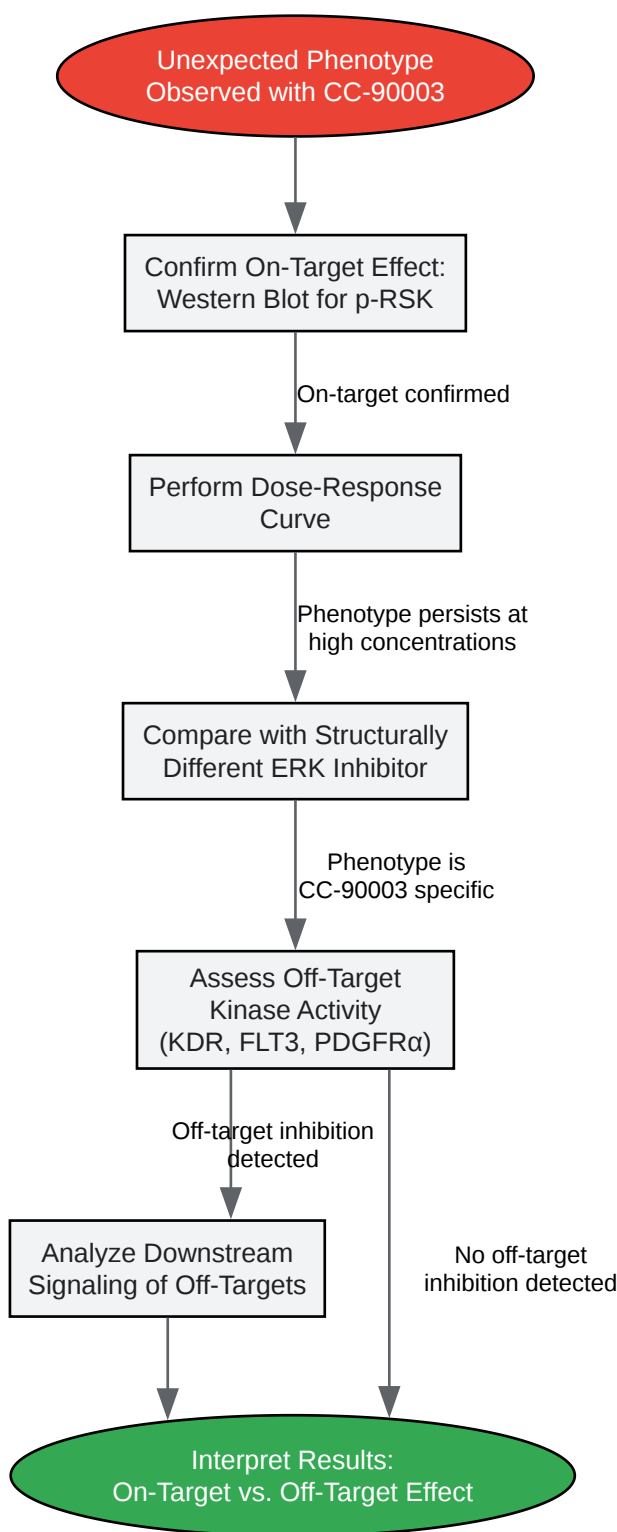 Unexpected Phenotype
Observed with CC-90003
Confirm On-Target Effect:
Western Blot for p-RSK
On-target confirmed
Perform Dose-Response
Curve
Phenotype persists at
high concentrations
Compare with Structurally
Different ERK Inhibitor
Phenotype is
CC-90003 specific
Assess Off-Target
Kinase Activity
(KDR, FLT3, PDGFRα)
Off-target inhibition
detected
Analyze Downstream
Signaling of Off-Targets
No off-target
inhibition detected
Interpret Results:
On-Target vs. Off-Target Effect